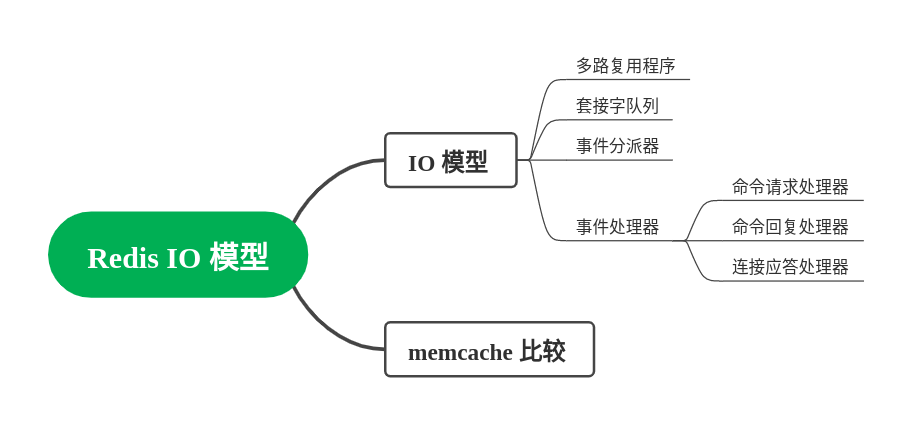 Redis IO 模型
IO 模型
多路复用程序
套接字队列
事件分派器
事件处理器
命令请求处理器
命令回复处理器
连接应答处理器
memcache 比较